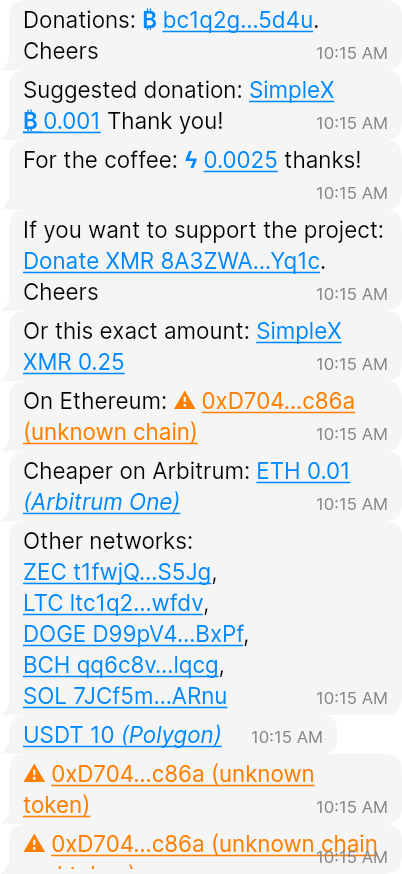 Donations: ₿ bc1q2g...5d4u.
Cheers 10:15 AM
Suggested donation: SimpleX
₿ 0.001 Thank you! 10:15 AM
For the coffee: ϟ 0.0025 thanks!
10:15 AM
If you want to support the project:
Donate XMR 8A3ZWA...Yq1c.
Cheers 10:15 AM
Or this exact amount: SimpleX
XMR 0.25 10:15 AM
On Ethereum: ⚠ 0xD704...c86a
(unknown chain) 10:15 AM
Cheaper on Arbitrum: ETH 0.01
(Arbitrum One) 10:15 AM
Other networks:
ZEC t1fwjQ...S5Jg,
LTC ltc1q2...wfdv,
DOGE D99pV4...BxPf,
BCH qq6c8v...lqcg,
SOL 7JCf5m...ARnu 10:15 AM
USDT 10 (Polygon) 10:15 AM
⚠ 0xD704...c86a (unknown
token) 10:15 AM
⚠ 0xD704...c86a (unknown chain
10:15 AM